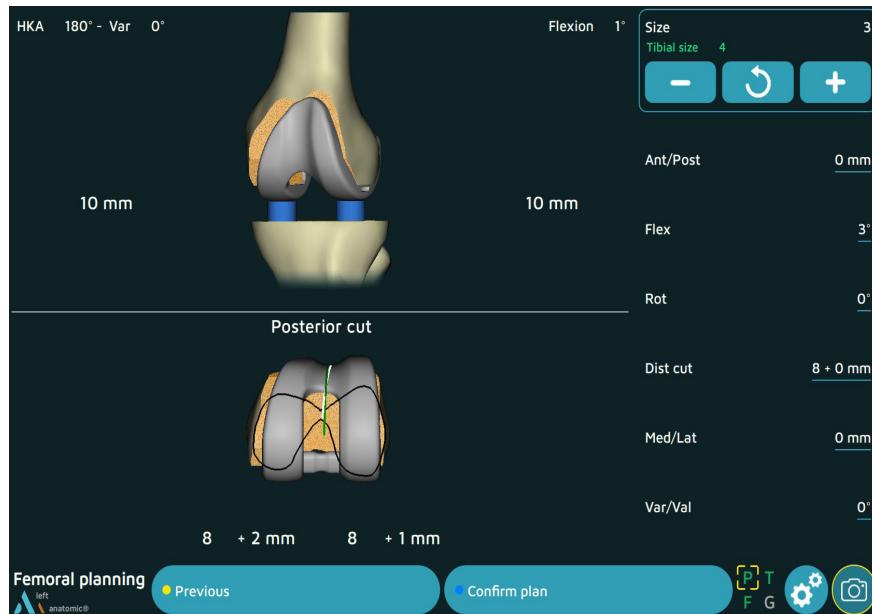 HKA 180° - Var 0°
Flexion 1°
10 mm
10 mm
Posterior cut
8 + 2 mm 8 + 1 mm
Size 3
Tibial size 4
Ant/Post 0 mm
Flex 3°
Rot 0°
Dist cut 8 + 0 mm
Med/Lat 0 mm
Var/Val 0°
Femoral planning
left
anatomic®
Previous
Confirm plan
P T
F G